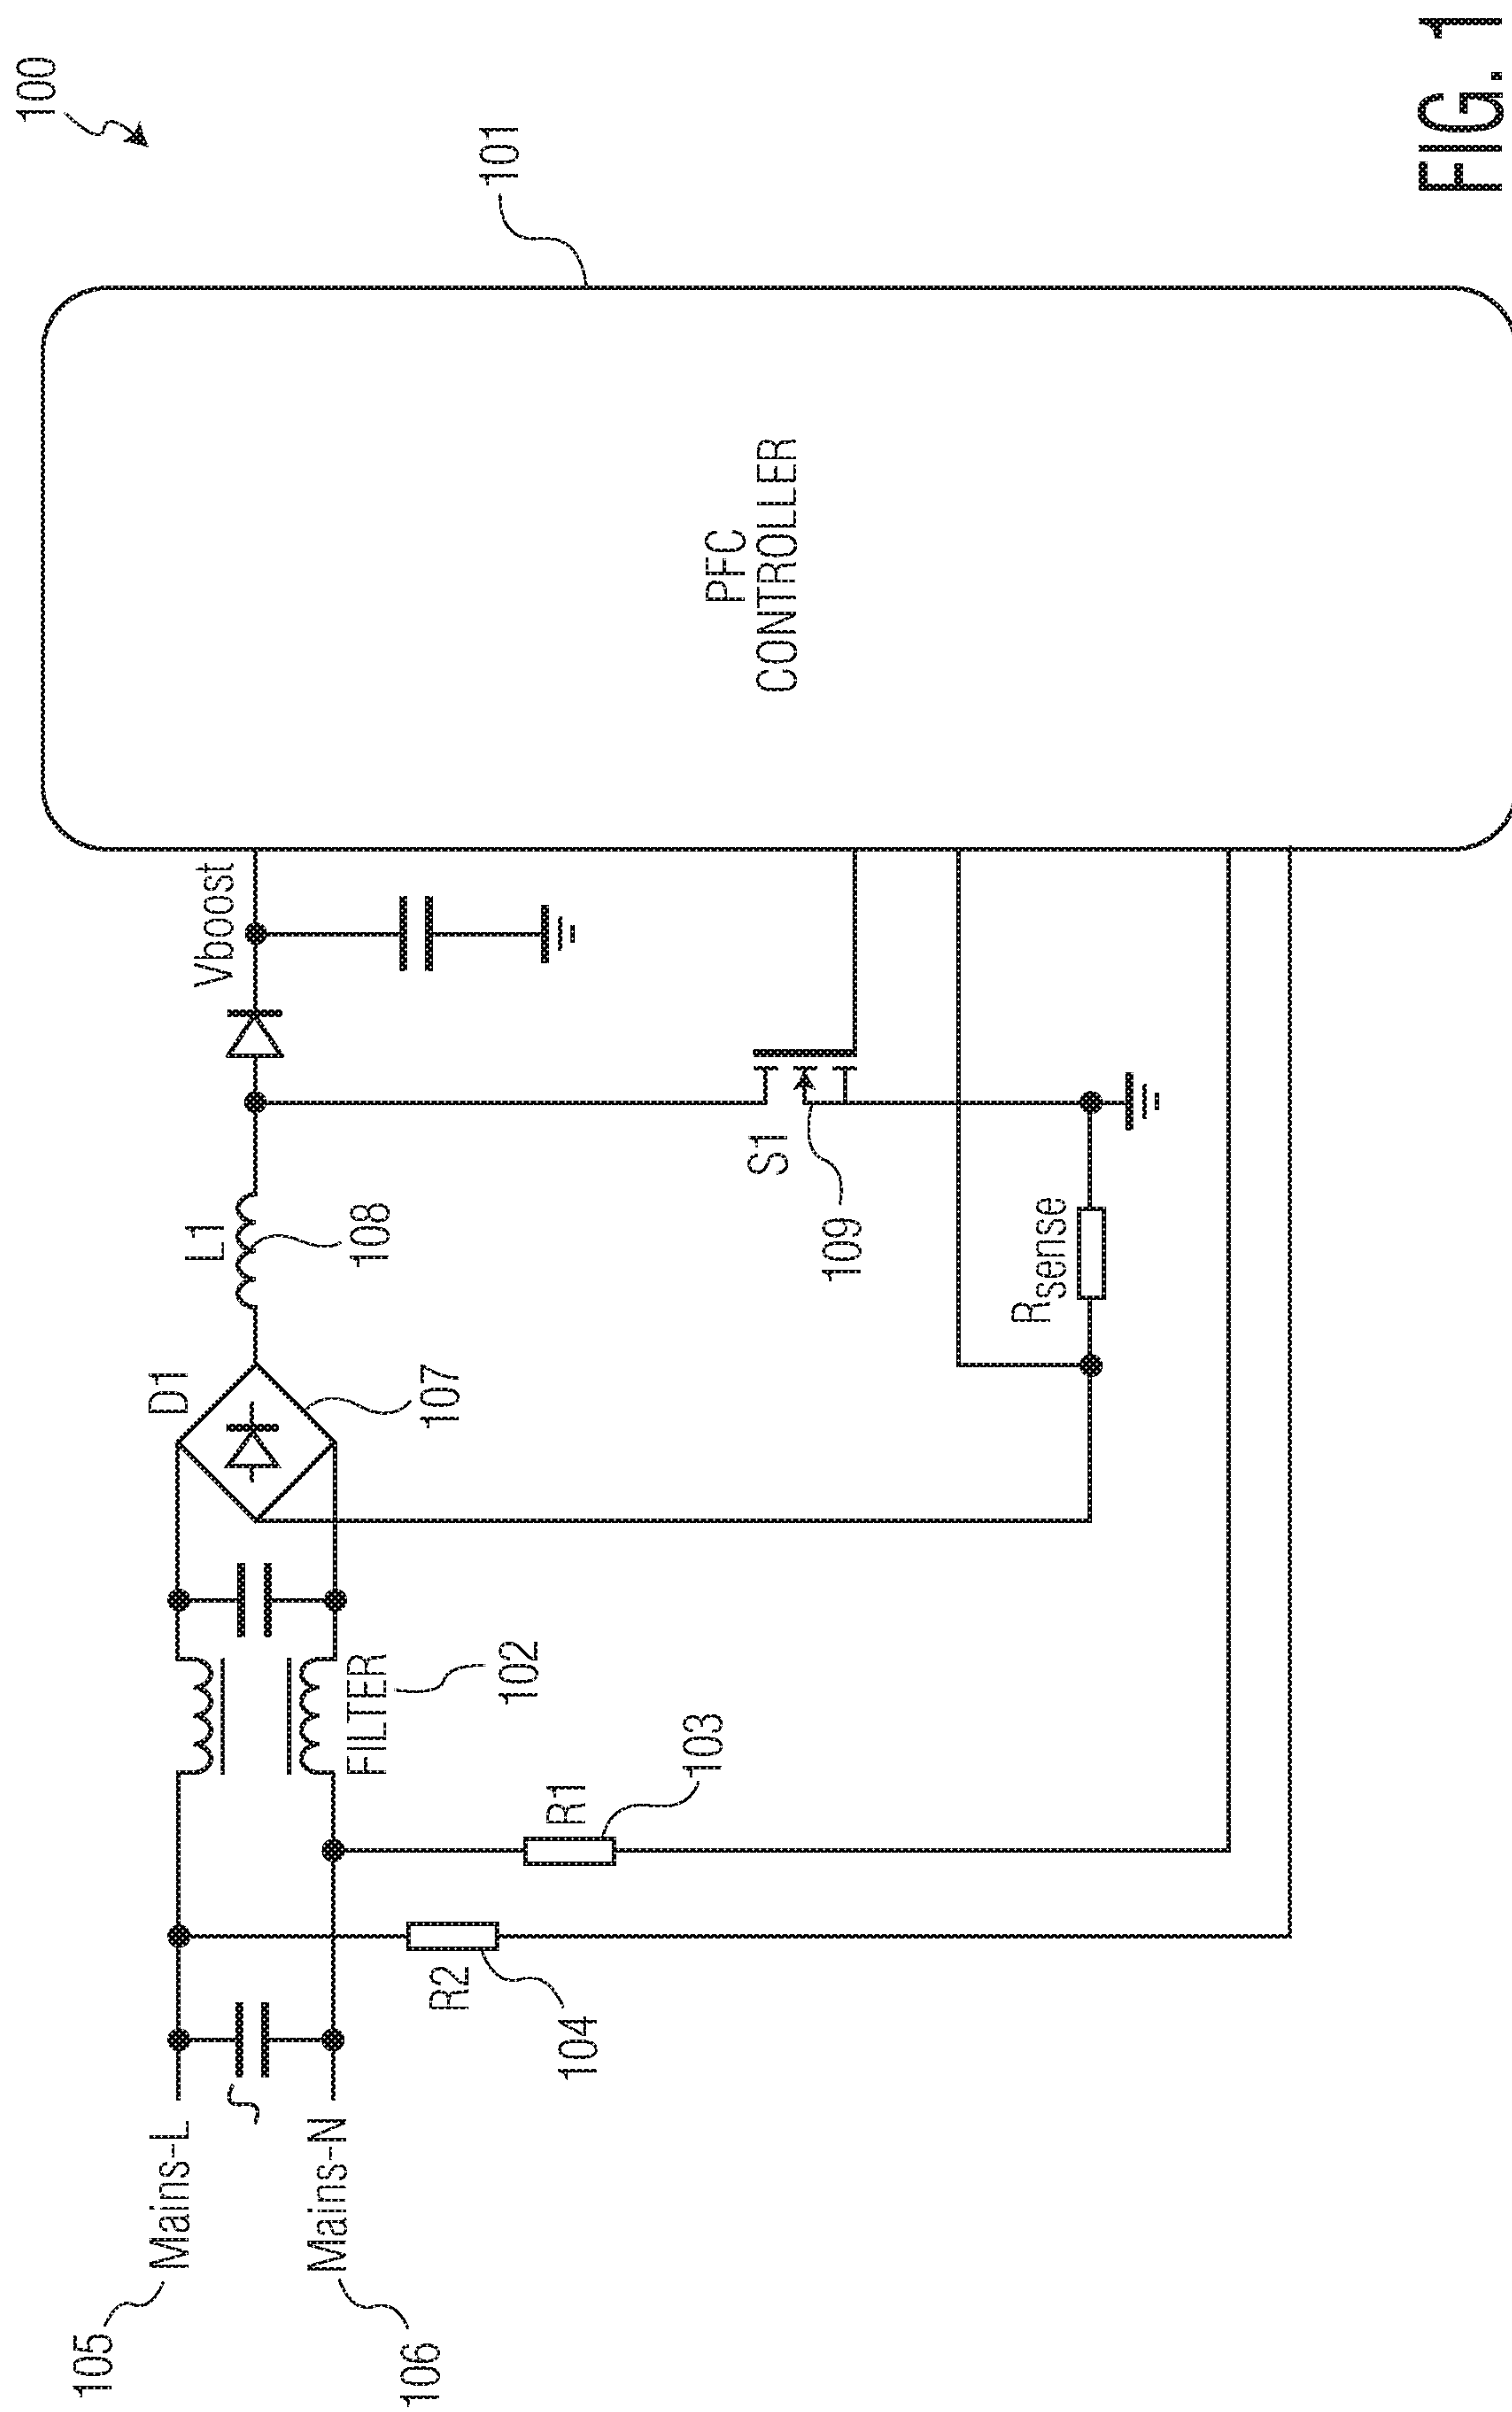 100
101
PFC
CONTROLLER
Vboost
L1
108
D1
107
S1
109
Rsense
FILTER
102
R1
103
R2
104
Mains-L
105
Mains-N
106
FIG. 1